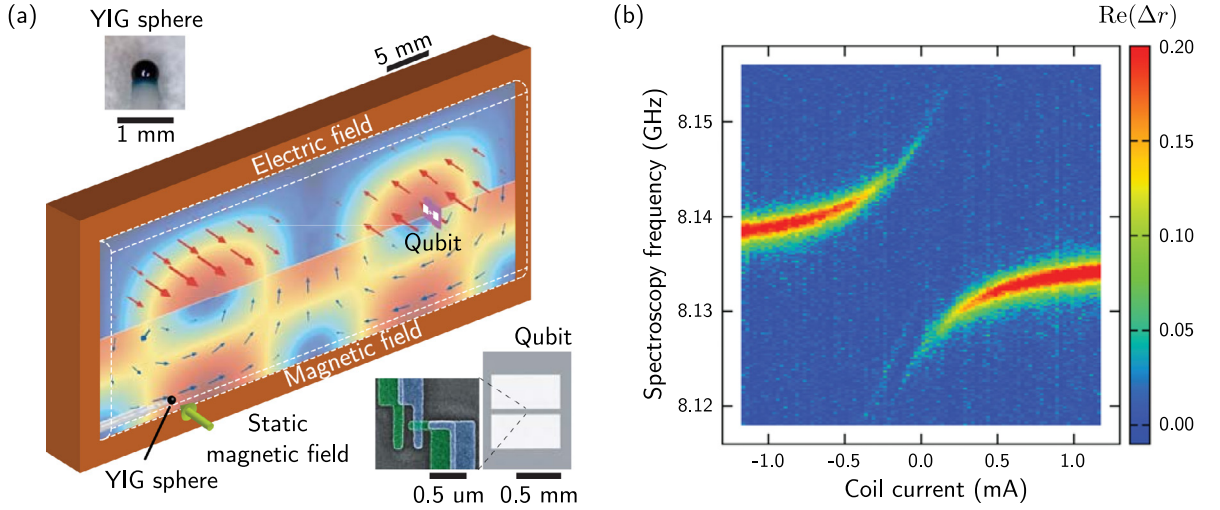 (a)
YIG sphere
1 mm
5 mm
Electric field
Qubit
Magnetic field
Static
magnetic field
YIG sphere
Qubit
0.5 um
0.5 mm
(b)
Re(Δr)
Spectroscopy frequency (GHz)
8.15
8.14
8.13
8.12
-1.0
-0.5
0.0
0.5
1.0
Coil current (mA)
0.20
0.15
0.10
0.05
0.00